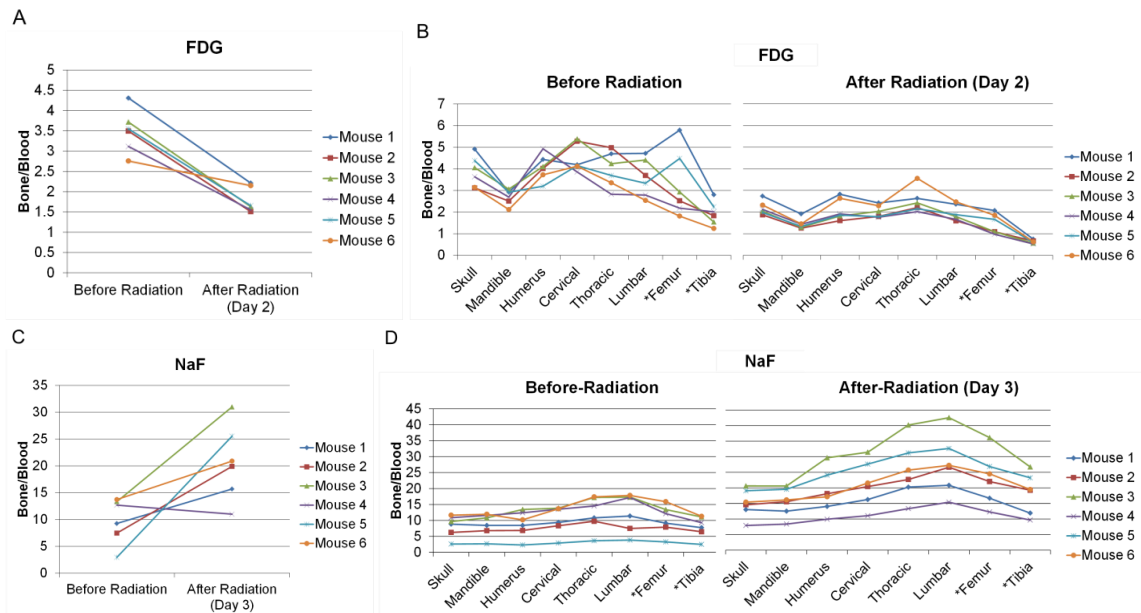 A
FDG
Bone/Blood
5
4.5
4
3.5
3
2.5
2
1.5
1
0.5
0
Before Radiation
After Radiation
(Day 2)
Mouse 1
Mouse 2
Mouse 3
Mouse 4
Mouse 5
Mouse 6
B
FDG
Before Radiation
After Radiation (Day 2)
Bone/Blood
7
6
5
4
3
2
1
0
Skull
Mandible
Humerus
Cervical
Thoracic
Lumbar
*Femur
*Tibia
Skull
Mandible
Humerus
Cervical
Thoracic
Lumbar
*Femur
*Tibia
Mouse 1
Mouse 2
Mouse 3
Mouse 4
Mouse 5
Mouse 6
C
NaF
Bone/Blood
35
30
25
20
15
10
5
0
Before Radiation
After Radiation
(Day 3)
Mouse 1
Mouse 2
Mouse 3
Mouse 4
Mouse 5
Mouse 6
D
NaF
Before-Radiation
After-Radiation (Day 3)
Bone/Blood
45
40
35
30
25
20
15
10
5
0
Skull
Mandible
Humerus
Cervical
Thoracic
Lumbar
*Femur
*Tibia
Skull
Mandible
Humerus
Cervical
Thoracic
Lumbar
*Femur
*Tibia
Mouse 1
Mouse 2
Mouse 3
Mouse 4
Mouse 5
Mouse 6